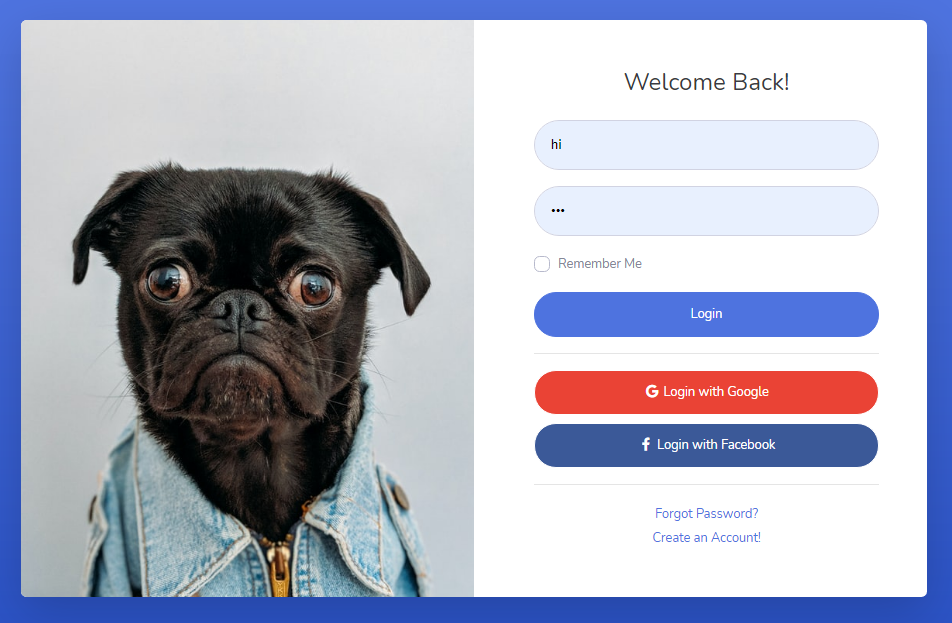 Welcome Back!
hi
•••
Remember Me
Login
Login with Google
Login with Facebook
Forgot Password?
Create an Account!